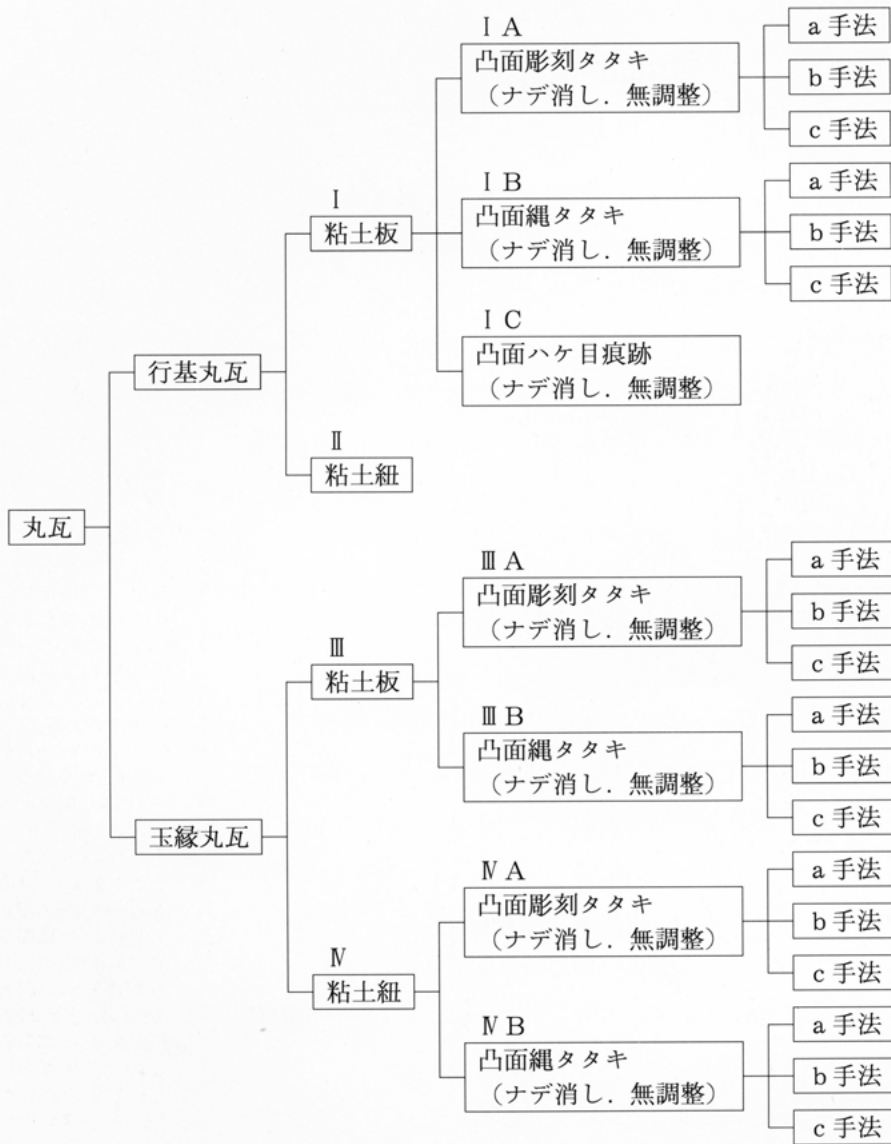 丸瓦
行基丸瓦
Ⅰ
粘土板
ⅠA
凸面彫刻タタキ
(ナデ消し.無調整)
a手法
b手法
c手法
ⅠB
凸面縄タタキ
(ナデ消し.無調整)
a手法
b手法
c手法
ⅠC
凸面ハケ目痕跡
(ナデ消し.無調整)
Ⅱ
粘土紐
玉縁丸瓦
Ⅲ
粘土板
ⅢA
凸面彫刻タタキ
(ナデ消し.無調整)
a手法
b手法
c手法
ⅢB
凸面縄タタキ
(ナデ消し.無調整)
a手法
b手法
c手法
Ⅳ
粘土紐
ⅣA
凸面彫刻タタキ
(ナデ消し.無調整)
a手法
b手法
c手法
ⅣB
凸面縄タタキ
(ナデ消し.無調整)
a手法
b手法
c手法